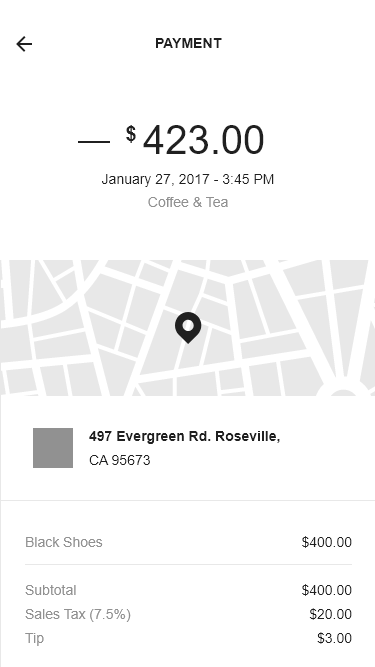 PAYMENT
— $ 423.00
January 27, 2017 - 3:45 PM
Coffee & Tea
497 Evergreen Rd. Roseville,
CA 95673
Black Shoes $400.00
Subtotal $400.00
Sales Tax (7.5%) $20.00
Tip $3.00